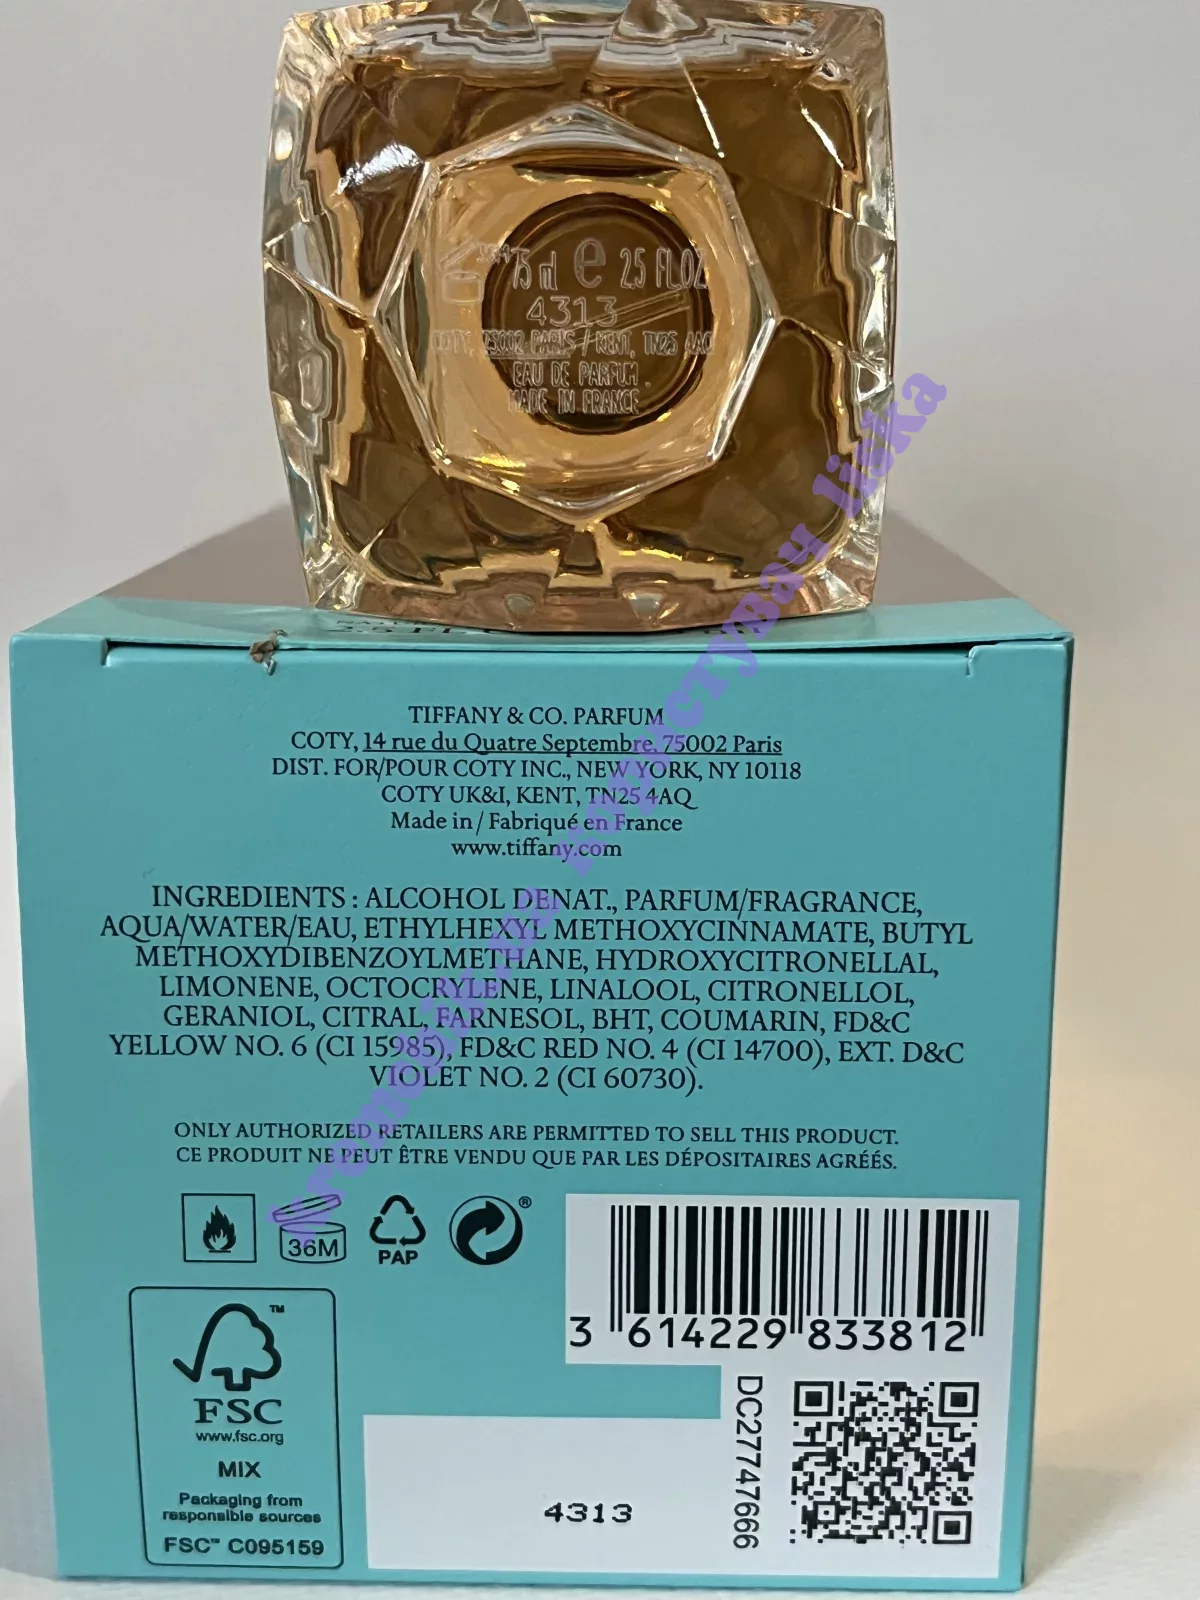 75 ml e 2.5 FL.OZ
4313
COTY, 75002 PARIS / KENT, TN25 4AQ
EAU DE PARFUM
MADE IN FRANCE
TIFFANY & CO. PARFUM
COTY, 14 rue du Quatre Septembre, 75002 Paris
DIST. FOR/POUR COTY INC., NEW YORK, NY 10118
COTY UK&I, KENT, TN25 4AQ
Made in / Fabriqué en France
www.tiffany.com
INGREDIENTS : ALCOHOL DENAT., PARFUM/FRAGRANCE,
AQUA/WATER/EAU, ETHYLHEXYL METHOXYCINNAMATE, BUTYL
METHOXYDIBENZOYLMETHANE, HYDROXYCITRONELLAL,
LIMONENE, OCTOCRYLENE, LINALOOL, CITRONELLOL,
GERANIOL, CITRAL, FARNESOL, BHT, COUMARIN, FD&C
YELLOW NO. 6 (CI 15985), FD&C RED NO. 4 (CI 14700), EXT. D&C
VIOLET NO. 2 (CI 60730).
ONLY AUTHORIZED RETAILERS ARE PERMITTED TO SELL THIS PRODUCT.
CE PRODUIT NE PEUT ÊTRE VENDU QUE PAR LES DÉPOSITAIRES AGRÉÉS.
36M
PAP
®
3 614229 833812
DC27747666
™
FSC
www.fsc.org
MIX
Packaging from
responsible sources
FSC™ C095159
4313
користувач liska